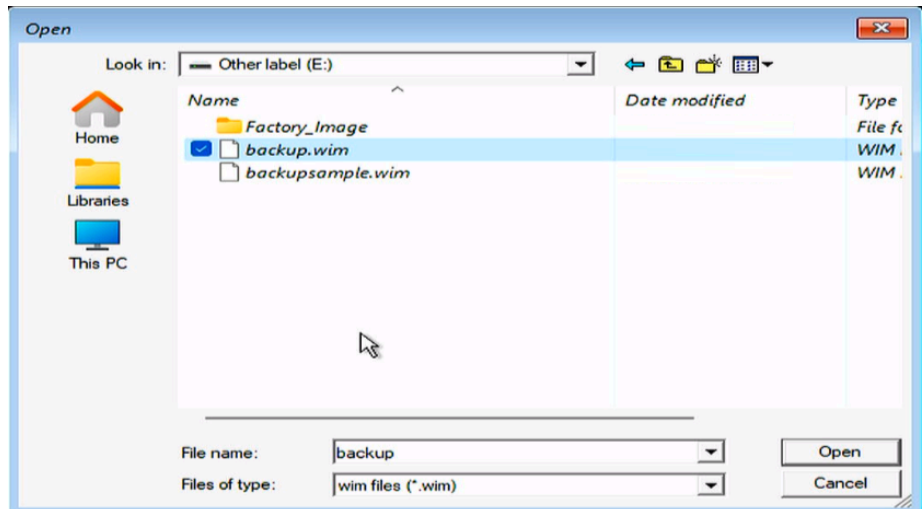 Open
Look in: Other label (E:)
Name Date modified Type
Factory_Image File fo
backup.wim WIM
backupsample.wim WIM
Home
Libraries
This PC
File name: backup Open
Files of type: wim files (*.wim) Cancel